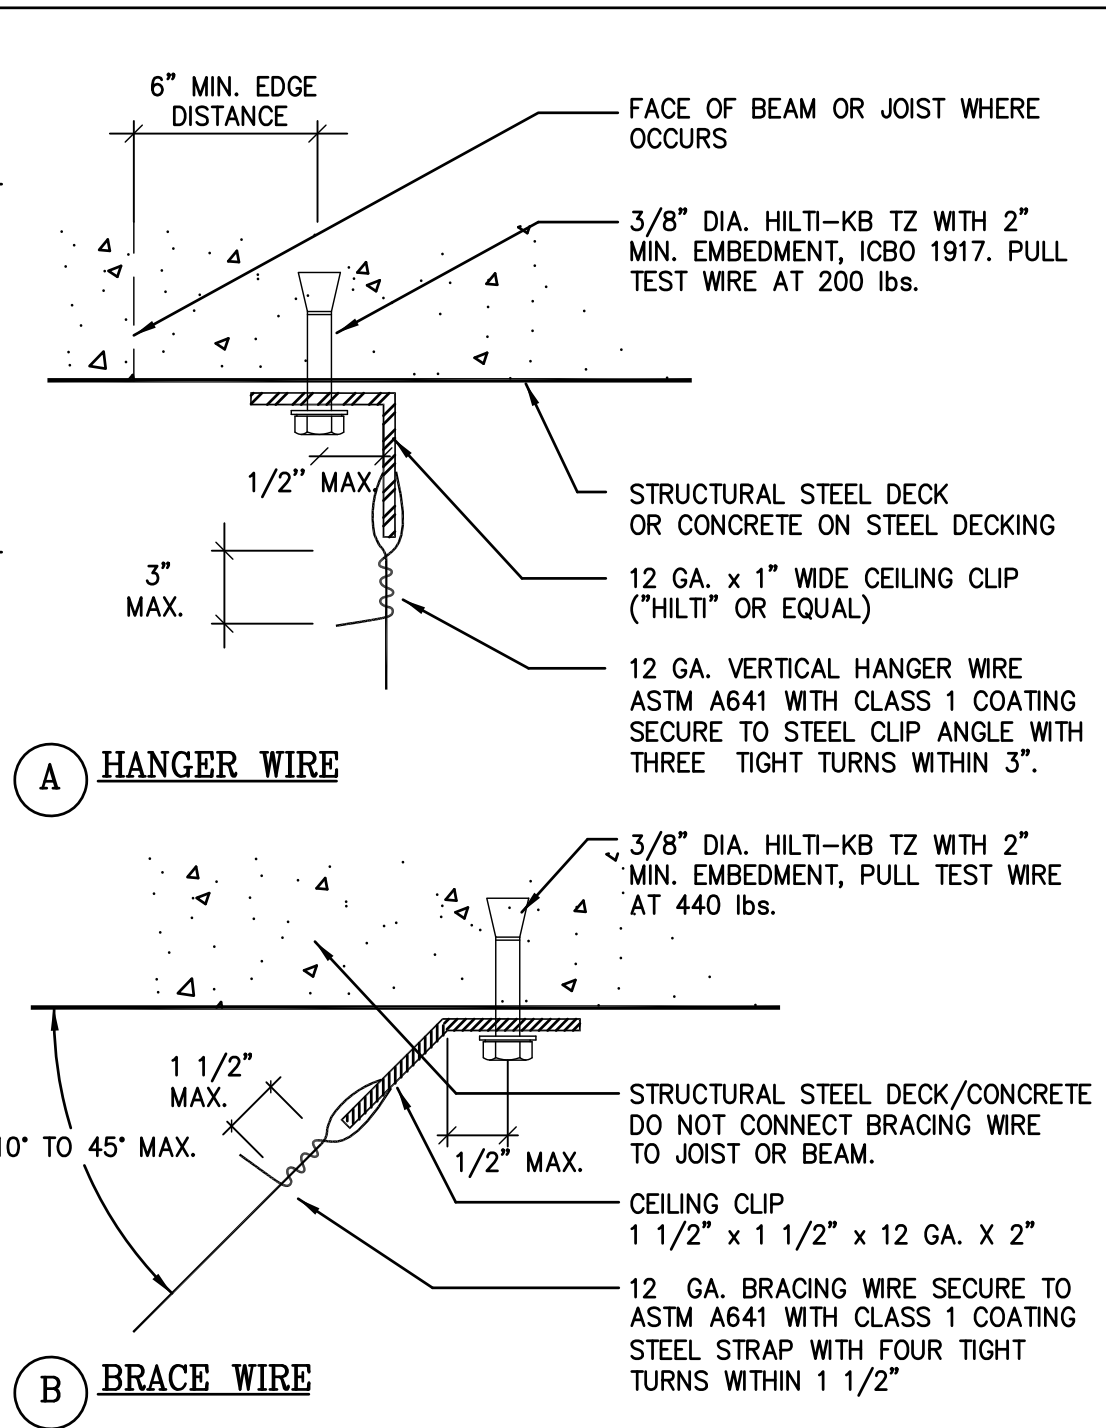 6" MIN. EDGE
DISTANCE
FACE OF BEAM OR JOIST WHERE
OCCURS
3/8" DIA. HILTI-KB TZ WITH 2"
MIN. EMBEDMENT, ICBO 1917. PULL
TEST WIRE AT 200 lbs.
1/2" MAX.
STRUCTURAL STEEL DECK
OR CONCRETE ON STEEL DECKING
3"
MAX.
12 GA. x 1" WIDE CEILING CLIP
("HILTI" OR EQUAL)
12 GA. VERTICAL HANGER WIRE
ASTM A641 WITH CLASS 1 COATING
SECURE TO STEEL CLIP ANGLE WITH
THREE TIGHT TURNS WITHIN 3".
A HANGER WIRE
3/8" DIA. HILTI-KB TZ WITH 2"
MIN. EMBEDMENT, PULL TEST WIRE
AT 440 lbs.
1 1/2"
MAX.
10° TO 45° MAX.
1/2" MAX.
STRUCTURAL STEEL DECK/CONCRETE
DO NOT CONNECT BRACING WIRE
TO JOIST OR BEAM.
CEILING CLIP
1 1/2" x 1 1/2" x 12 GA. X 2"
12 GA. BRACING WIRE SECURE TO
ASTM A641 WITH CLASS 1 COATING
STEEL STRAP WITH FOUR TIGHT
TURNS WITHIN 1 1/2"
B BRACE WIRE